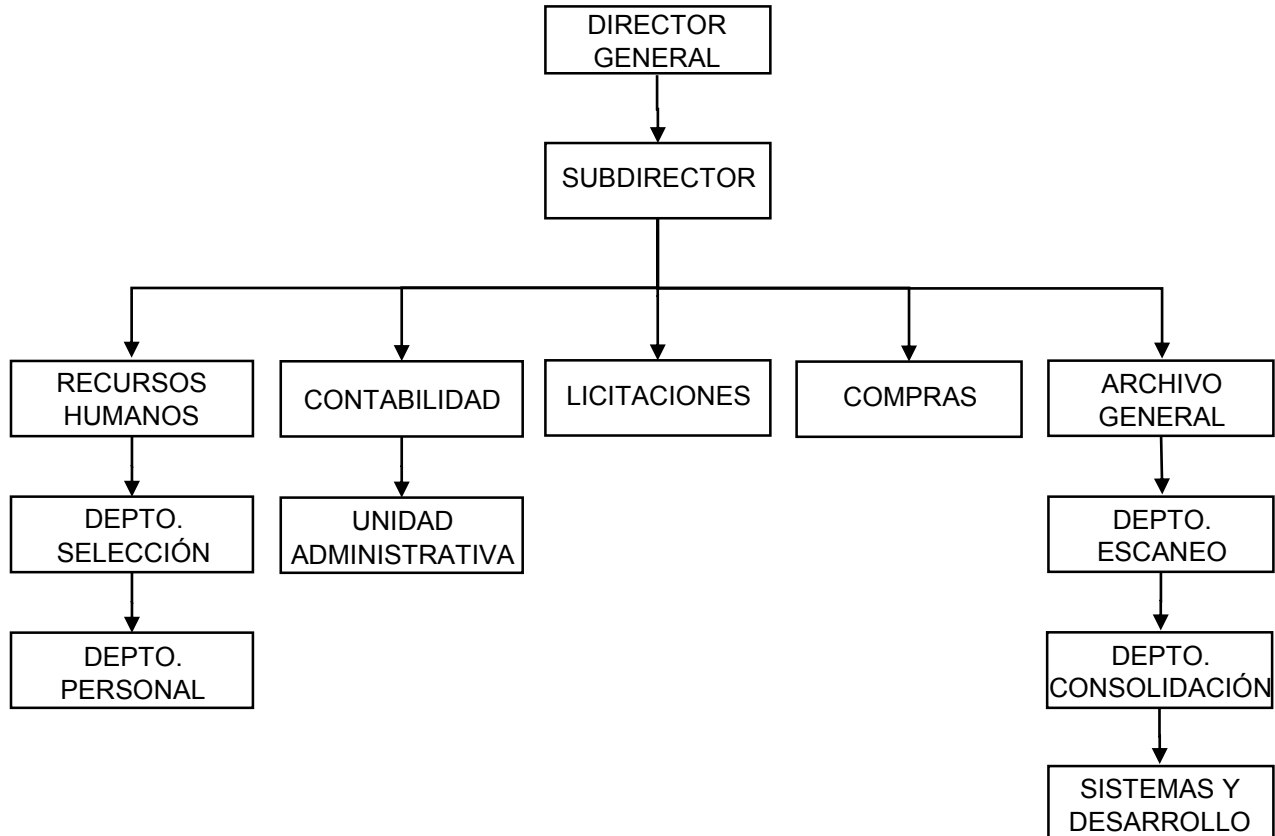 DIRECTOR
GENERAL
SUBDIRECTOR
RECURSOS
HUMANOS
CONTABILIDAD
LICITACIONES
COMPRAS
ARCHIVO
GENERAL
DEPTO.
SELECCIÓN
UNIDAD
ADMINISTRATIVA
DEPTO.
ESCANEO
DEPTO.
PERSONAL
DEPTO.
CONSOLIDACIÓN
SISTEMAS Y
DESARROLLO